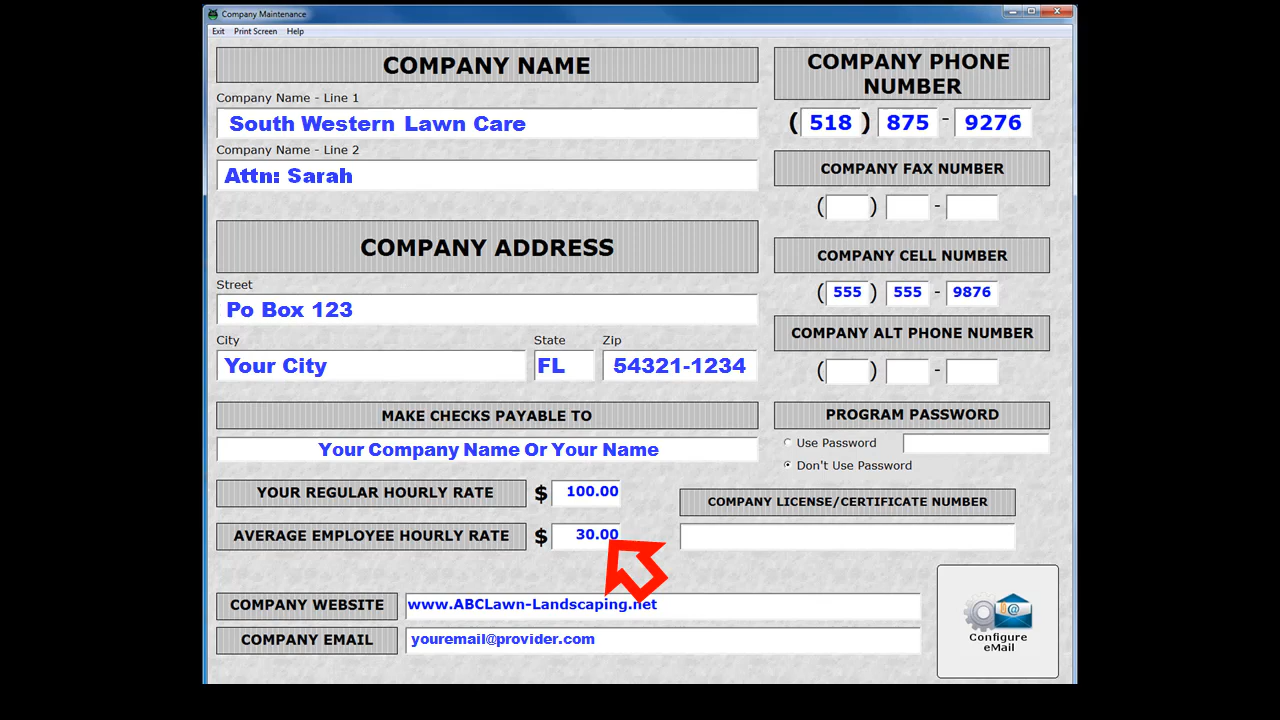 Company Maintenance
Exit Print Screen Help
COMPANY NAME
Company Name - Line 1
South Western Lawn Care
Company Name - Line 2
Attn: Sarah
COMPANY ADDRESS
Street
Po Box 123
City State Zip
Your City FL 54321-1234
MAKE CHECKS PAYABLE TO
Your Company Name Or Your Name
YOUR REGULAR HOURLY RATE $ 100.00
AVERAGE EMPLOYEE HOURLY RATE $ 30.00
COMPANY PHONE
NUMBER
(518) 875 - 9276
COMPANY FAX NUMBER
( ) -
COMPANY CELL NUMBER
(555) 555 - 9876
COMPANY ALT PHONE NUMBER
( ) -
PROGRAM PASSWORD
Use Password
Don't Use Password
COMPANY LICENSE/CERTIFICATE NUMBER
COMPANY WEBSITE www.ABCLawn-Landscaping.net
COMPANY EMAIL youremail@provider.com
@
Configure
eMail